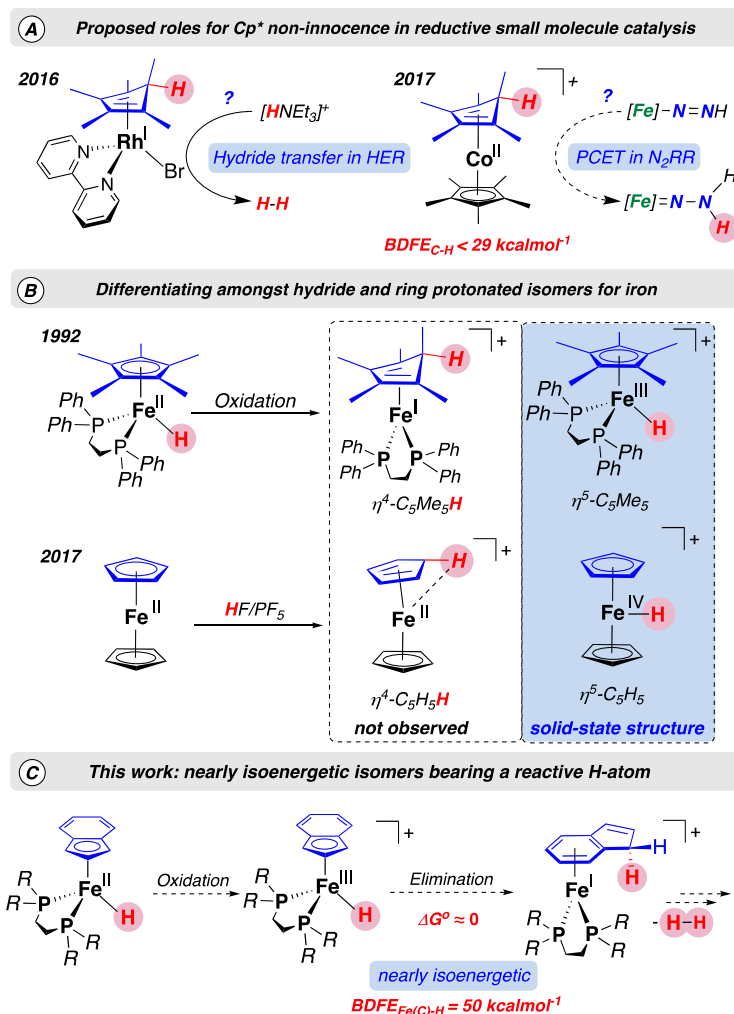 A Proposed roles for Cp* non-innocence in reductive small molecule catalysis
2016
H
?
[HNEt3]+
Rh I
N
N
Br
Hydride transfer in HER
H-H
2017
+
H
?
[Fe]-N=NH
Co II
PCET in N2RR
H
[Fe]=N-N
H
BDFEC-H < 29 kcalmol-1
B Differentiating amongst hydride and ring protonated isomers for iron
1992
Fe II
Ph P
Ph P
H
Ph Ph
Oxidation
+
H
Fe I
Ph P P Ph
Ph Ph
η4-C5Me5H
+
Fe III
Ph P
Ph P
H
Ph Ph
η5-C5Me5
2017
Fe II
HF/PF5
+
H
Fe II
η4-C5H5H
not observed
+
Fe IV H
η5-C5H5
solid-state structure
C This work: nearly isoenergetic isomers bearing a reactive H-atom
Fe II
R P
R P
H
R R
Oxidation
+
Fe III
R P
R P
H
R R
Elimination
ΔGo ≈ 0
+
H
H
Fe I
R P P R
R R
- H H
nearly isoenergetic
BDFEFe(C)-H = 50 kcalmol-1